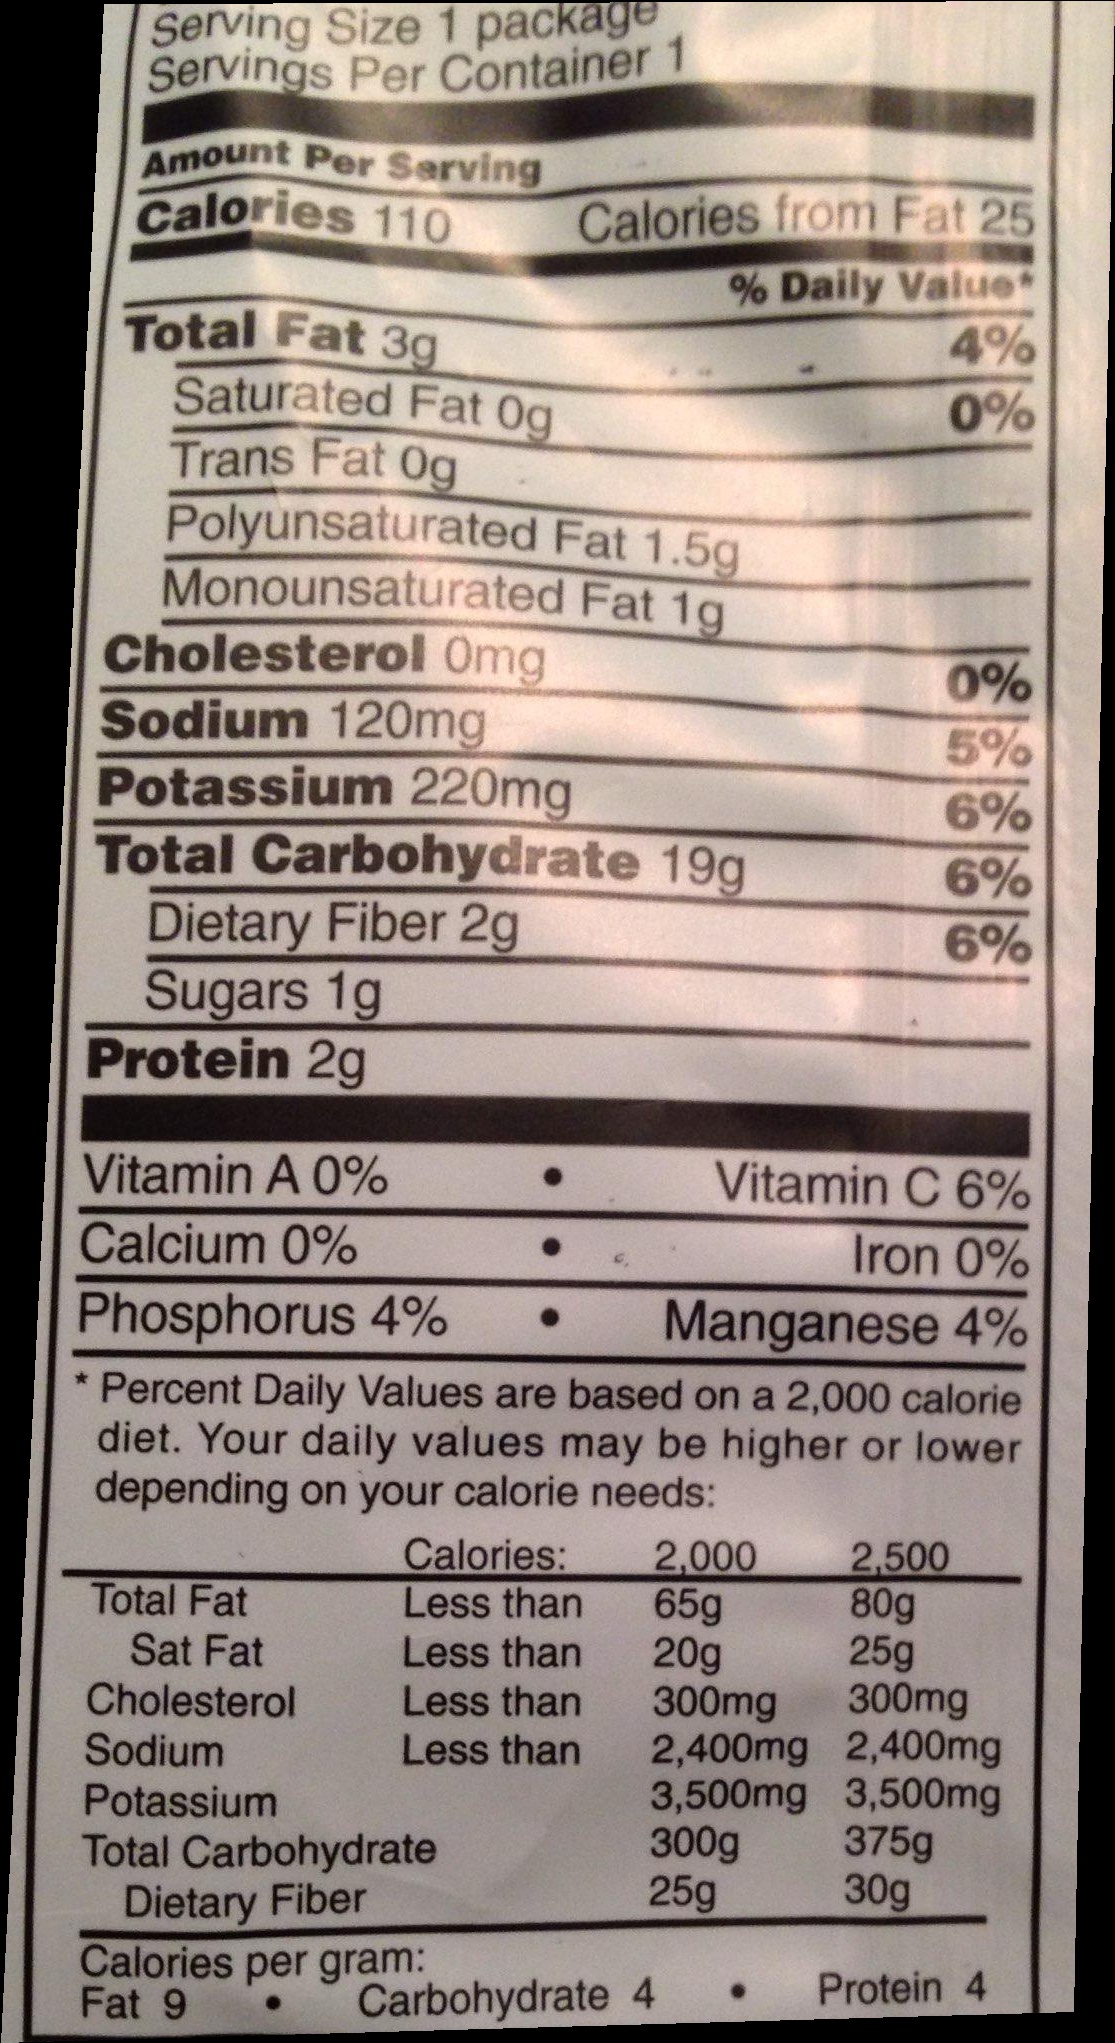 Serving Size 1 package
Servings Per Container 1
Amount Per Serving
Calories 110 Calories from Fat 25
% Daily Value*
Total Fat 3g 4%
Saturated Fat 0g 0%
Trans Fat 0g
Polyunsaturated Fat 1.5g
Monounsaturated Fat 1g
Cholesterol 0mg 0%
Sodium 120mg 5%
Potassium 220mg 6%
Total Carbohydrate 19g 6%
Dietary Fiber 2g 6%
Sugars 1g
Protein 2g
Vitamin A 0% • Vitamin C 6%
Calcium 0% • Iron 0%
Phosphorus 4% • Manganese 4%
* Percent Daily Values are based on a 2,000 calorie
diet. Your daily values may be higher or lower
depending on your calorie needs:
Calories: 2,000 2,500
Total Fat Less than 65g 80g
Sat Fat Less than 20g 25g
Cholesterol Less than 300mg 300mg
Sodium Less than 2,400mg 2,400mg
Potassium 3,500mg 3,500mg
Total Carbohydrate 300g 375g
Dietary Fiber 25g 30g
Calories per gram:
Fat 9 • Carbohydrate 4 • Protein 4